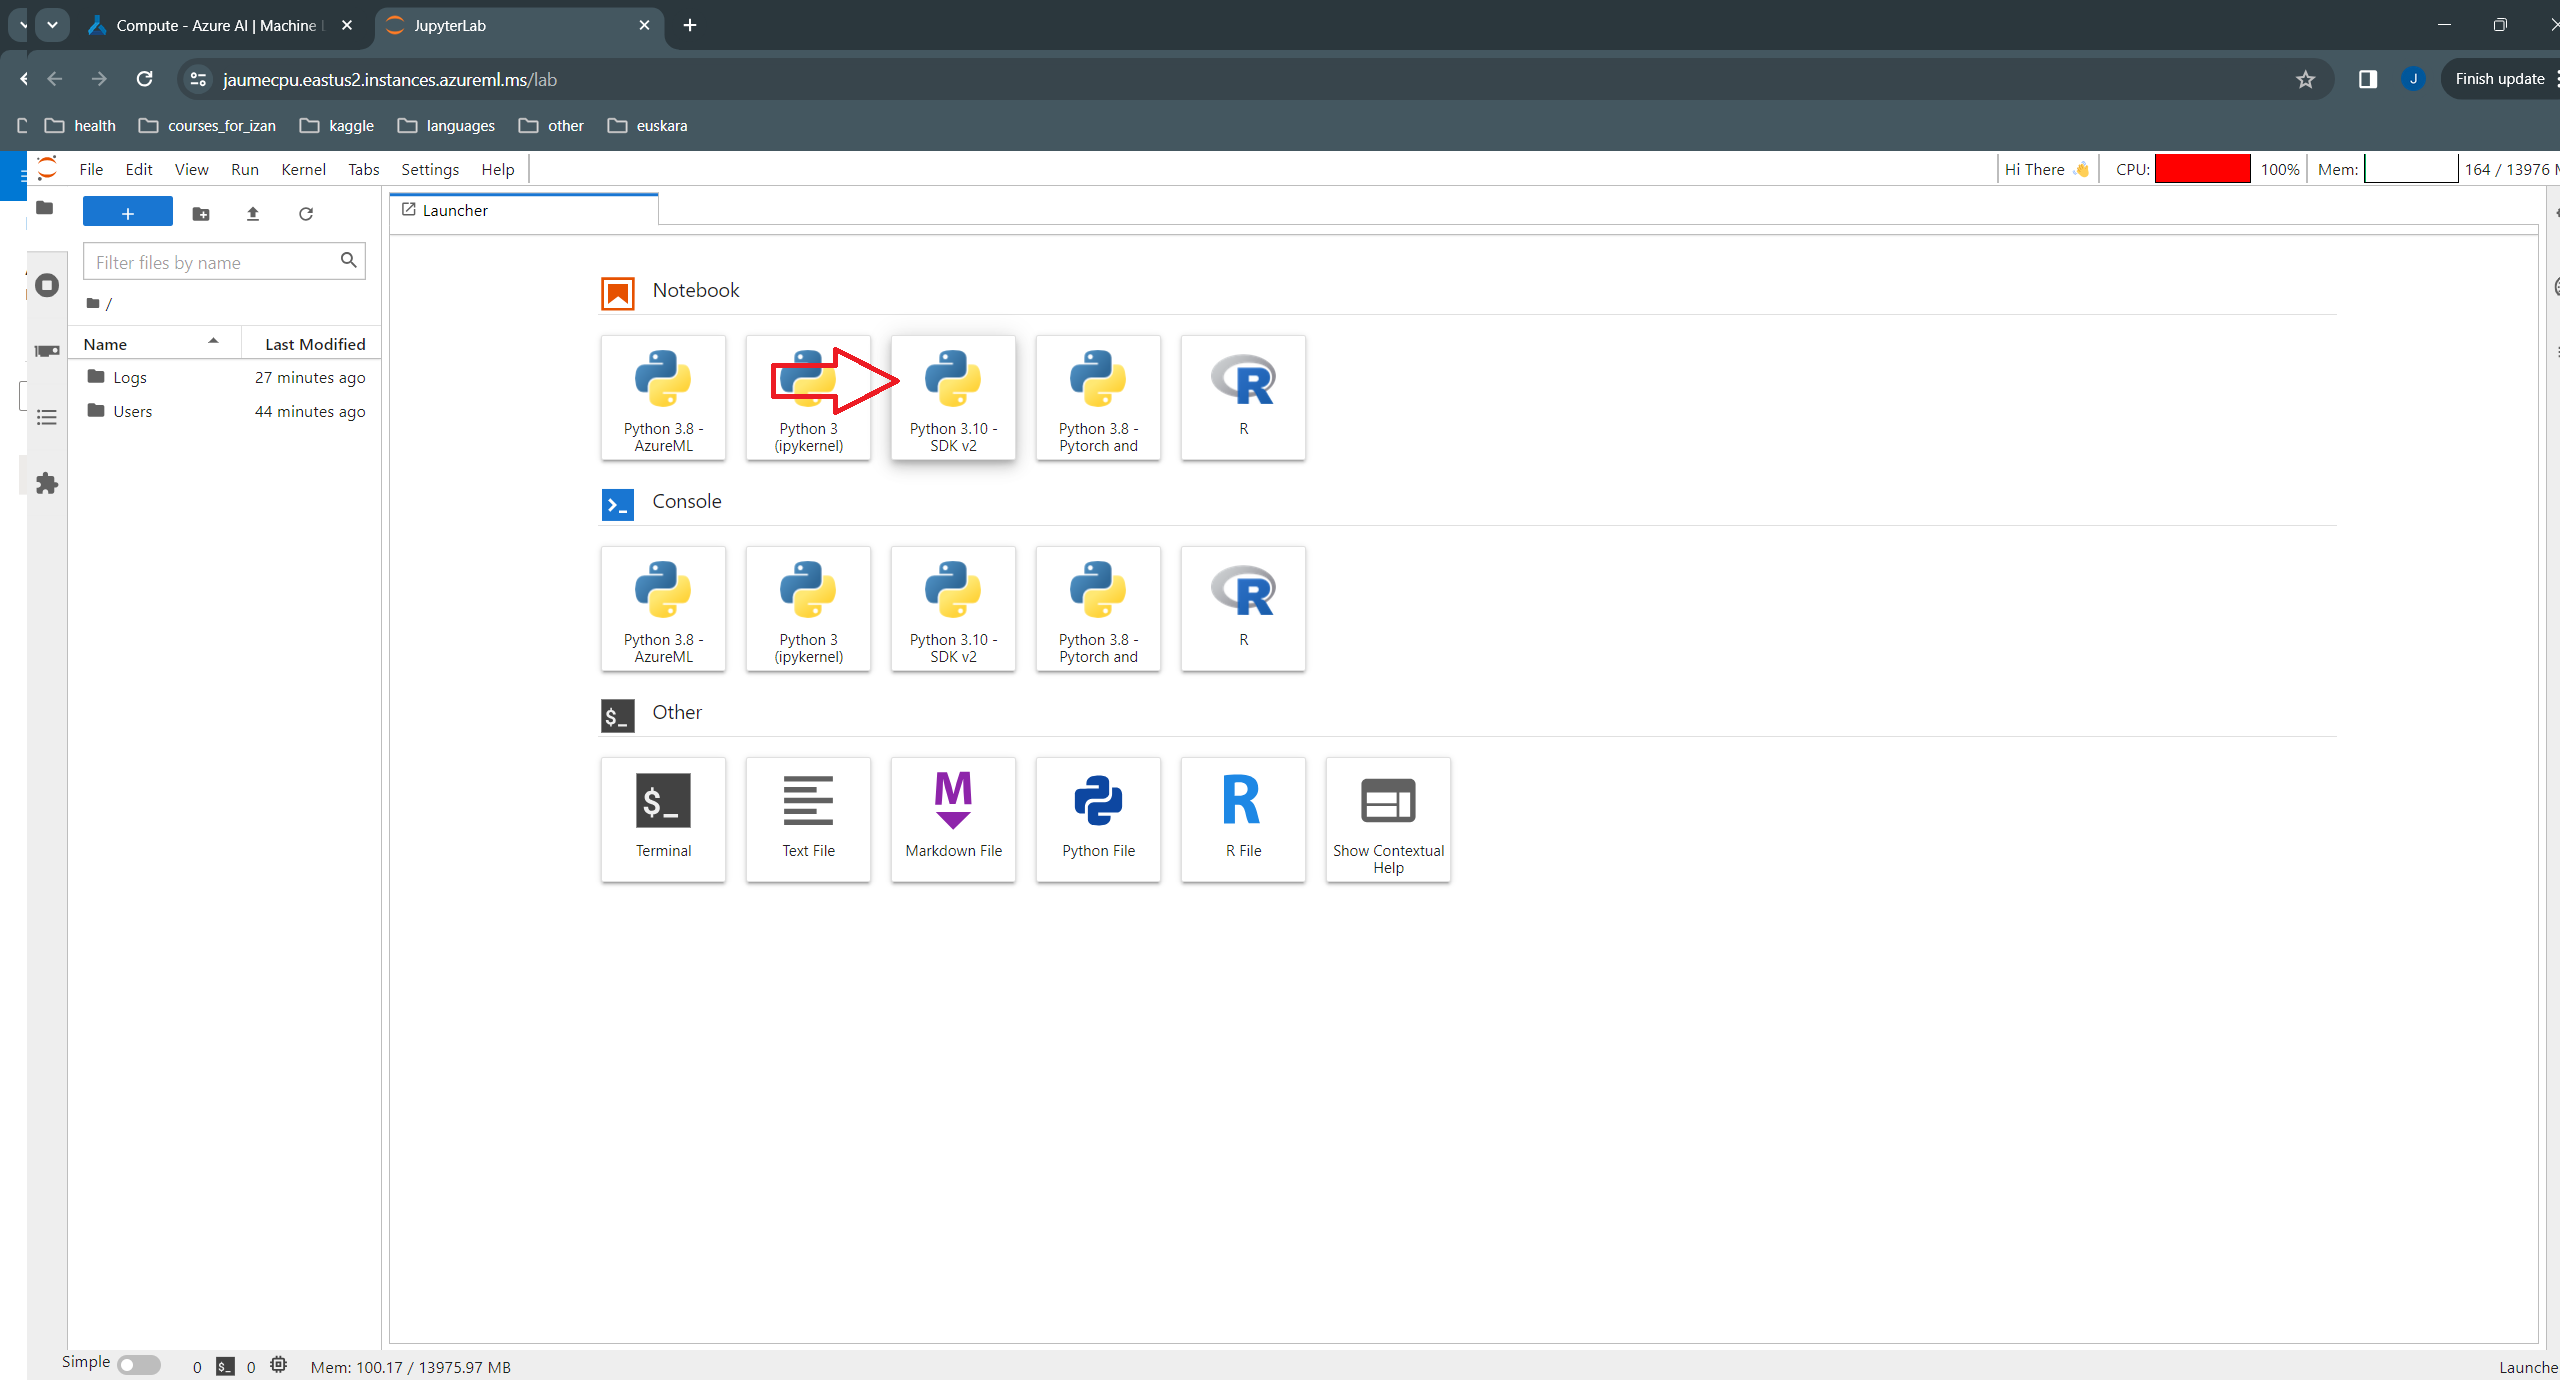 Compute - Azure AI | Machine L
JupyterLab
jaumecpu.eastus2.instances.azureml.ms/lab
J
Finish update
health
courses_for_izan
kaggle
languages
other
euskara
File
Edit
View
Run
Kernel
Tabs
Settings
Help
Hi There 👋
CPU:
100%
Mem:
164 / 13976 M
Launcher
Filter files by name
/
Name
Last Modified
Logs
27 minutes ago
Users
44 minutes ago
Notebook
Python 3.8 -
AzureML
Python 3
(ipykernel)
Python 3.10 -
SDK v2
Python 3.8 -
Pytorch and
R
R
Console
Python 3.8 -
AzureML
Python 3
(ipykernel)
Python 3.10 -
SDK v2
Python 3.8 -
Pytorch and
R
R
$_
Other
$_
Terminal
Text File
M
Markdown File
Python File
R
R File
Show Contextual
Help
Simple
0
$_
0
Mem: 100.17 / 13975.97 MB
Launche